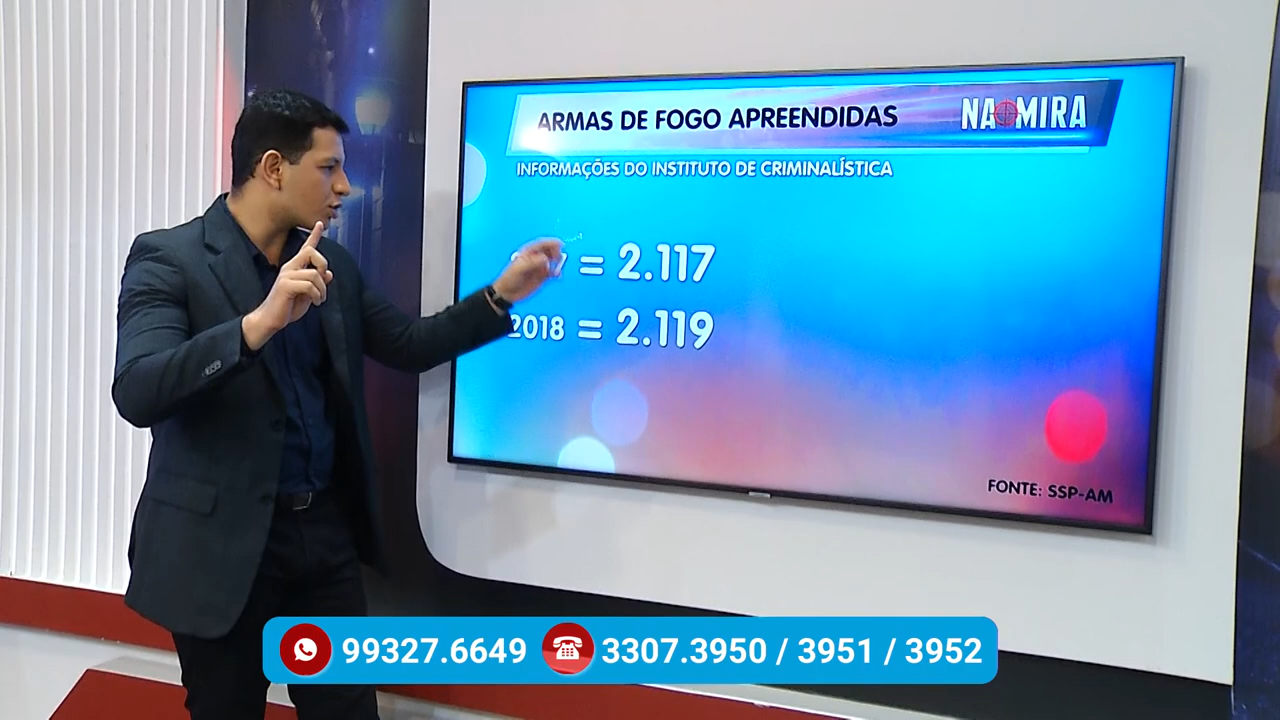 ARMAS DE FOGO APREENDIDAS
NA MIRA
INFORMAÇÕES DO INSTITUTO DE CRIMINALÍSTICA
= 2.117
2018 = 2.119
FONTE: SSP-AM
99327.6649 3307.3950 / 3951 / 3952